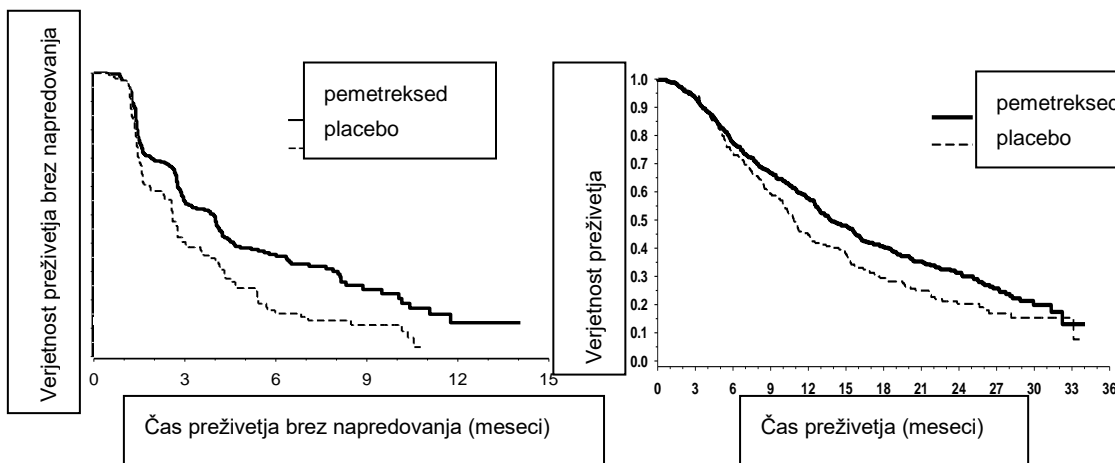 Verjetnost preživetja brez napredovanja
pemetreksed
placebo
0 3 6 9 12 15
Čas preživetja brez napredovanja (meseci)
Verjetnost preživetja
1.0
0.9
0.8
0.7
0.6
0.5
0.4
0.3
0.2
0.1
0.0
pemetreksed
placebo
0 3 6 9 12 15 18 21 24 27 30 33 36
Čas preživetja (meseci)